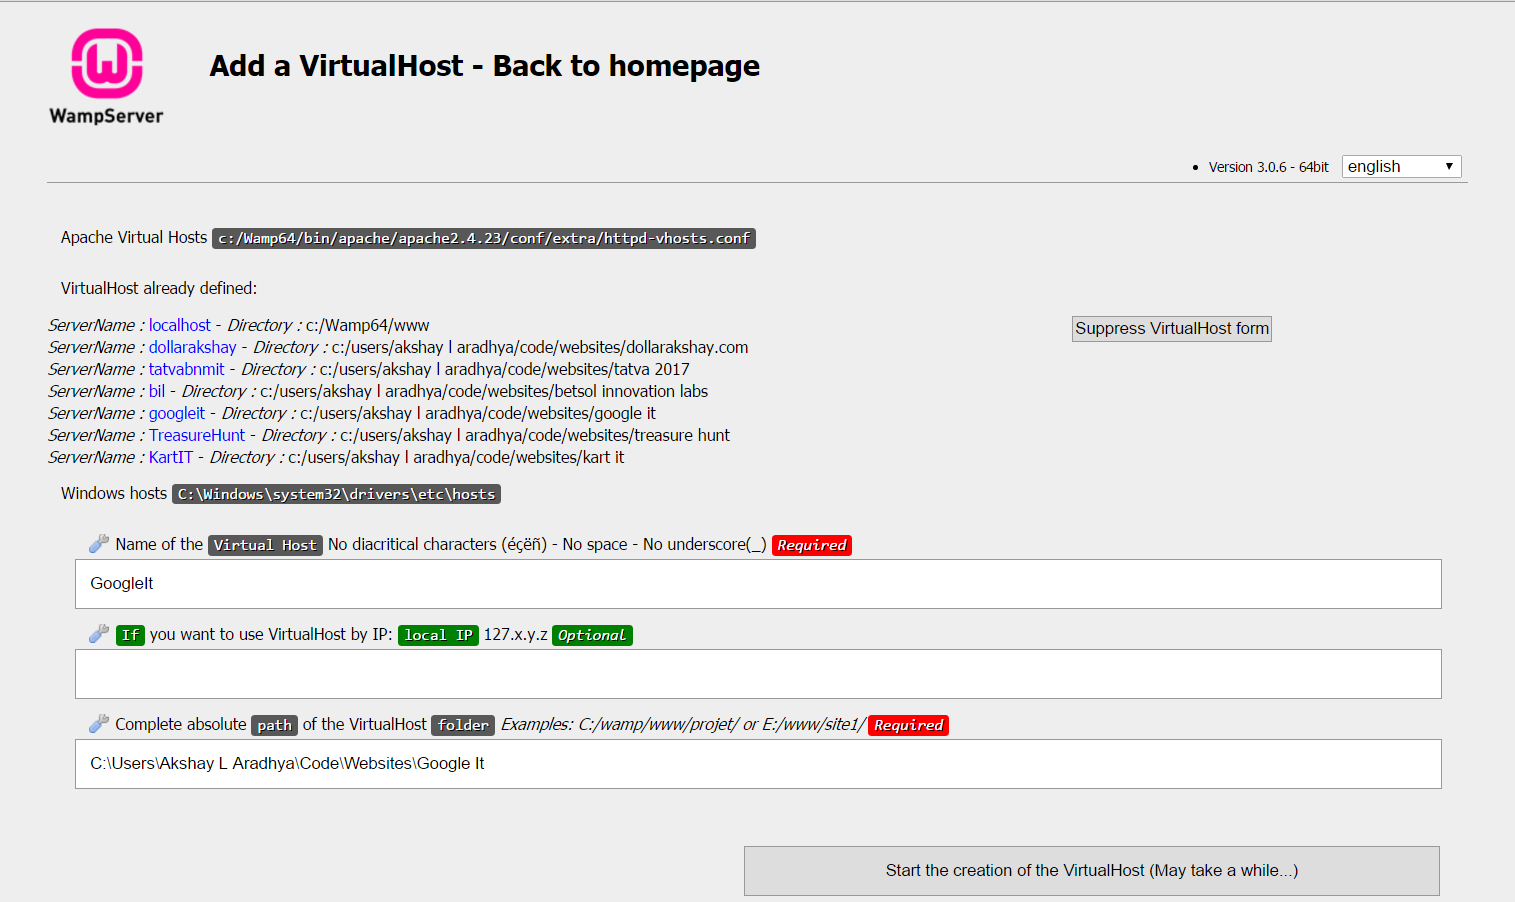 Add a VirtualHost - Back to homepage
WampServer
• Version 3.0.6 - 64bit english
Apache Virtual Hosts c:/Wamp64/bin/apache/apache2.4.23/conf/extra/httpd-vhosts.conf
VirtualHost already defined:
ServerName : localhost - Directory : c:/Wamp64/www
Suppress VirtualHost form
ServerName : dollarakshay - Directory : c:/users/akshay l aradhya/code/websites/dollarakshay.com
ServerName : tatvabnmit - Directory : c:/users/akshay l aradhya/code/websites/tatva 2017
ServerName : bil - Directory : c:/users/akshay l aradhya/code/websites/betsol innovation labs
ServerName : googleit - Directory : c:/users/akshay l aradhya/code/websites/google it
ServerName : TreasureHunt - Directory : c:/users/akshay l aradhya/code/websites/treasure hunt
ServerName : KartIT - Directory : c:/users/akshay l aradhya/code/websites/kart it
Windows hosts C:\Windows\system32\drivers\etc\hosts
Name of the Virtual Host No diacritical characters (éçëñ) - No space - No underscore(_) Required
GoogleIt
If you want to use VirtualHost by IP: local IP 127.x.y.z Optional
Complete absolute path of the VirtualHost folder Examples: C:/wamp/www/projet/ or E:/www/site1/ Required
C:\Users\Akshay L Aradhya\Code\Websites\Google It
Start the creation of the VirtualHost (May take a while...)